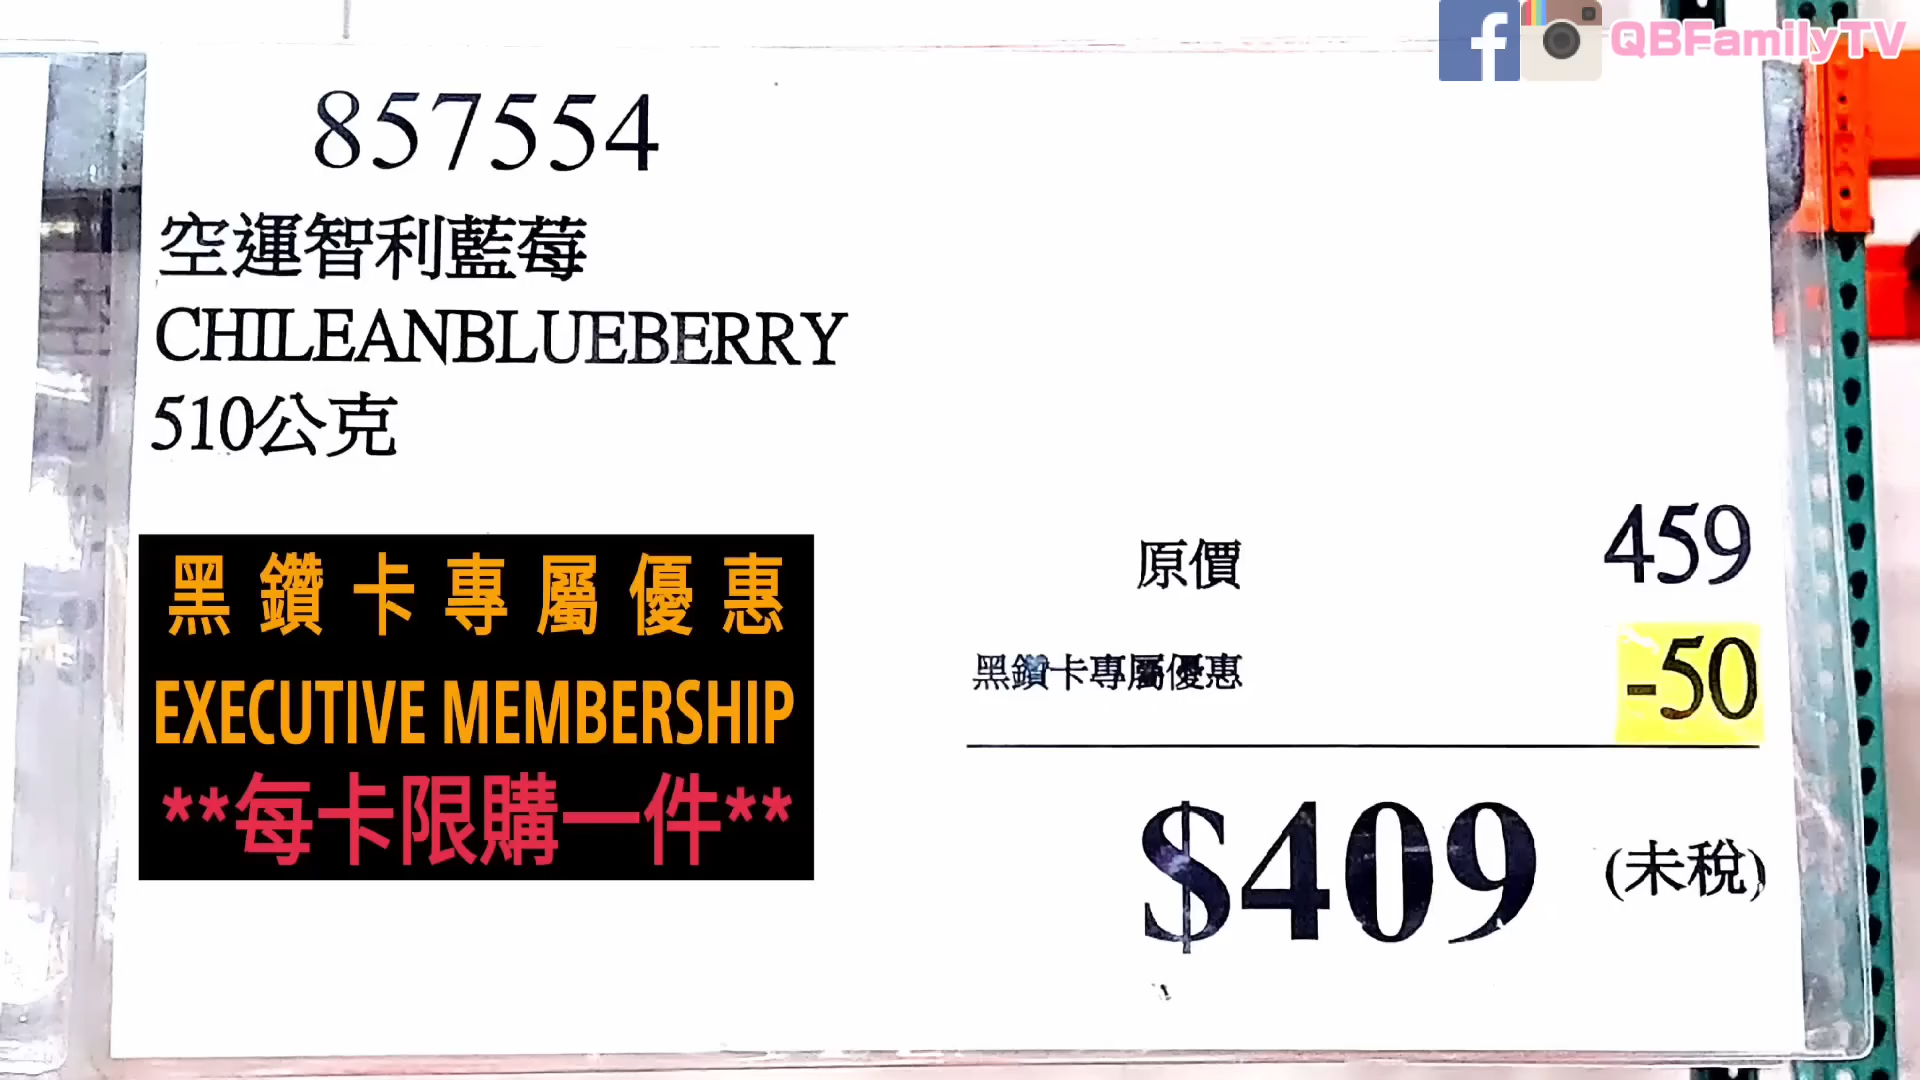 QBFamilyTV
857554
空運智利藍莓
CHILEANBLUEBERRY
510公克
黑鑽卡專屬優惠
EXECUTIVE MEMBERSHIP
**每卡限購一件**
原價 459
黑鑽卡專屬優惠 -50
$409 (未稅)